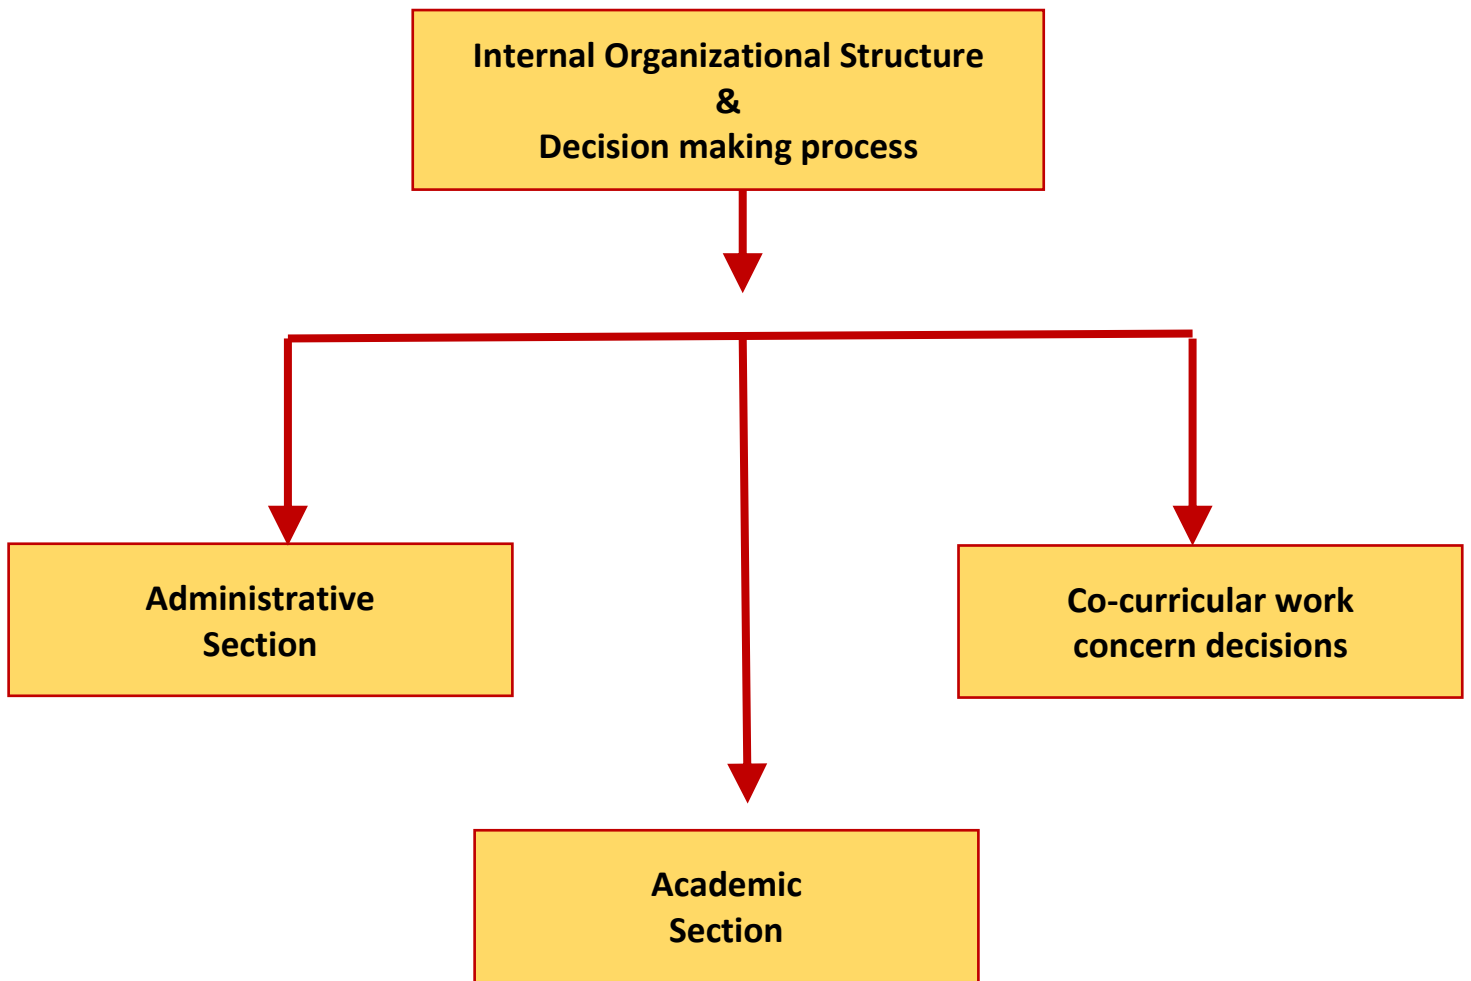 Internal Organizational Structure
&
Decision making process
Administrative
Section
Co-curricular work
concern decisions
Academic
Section